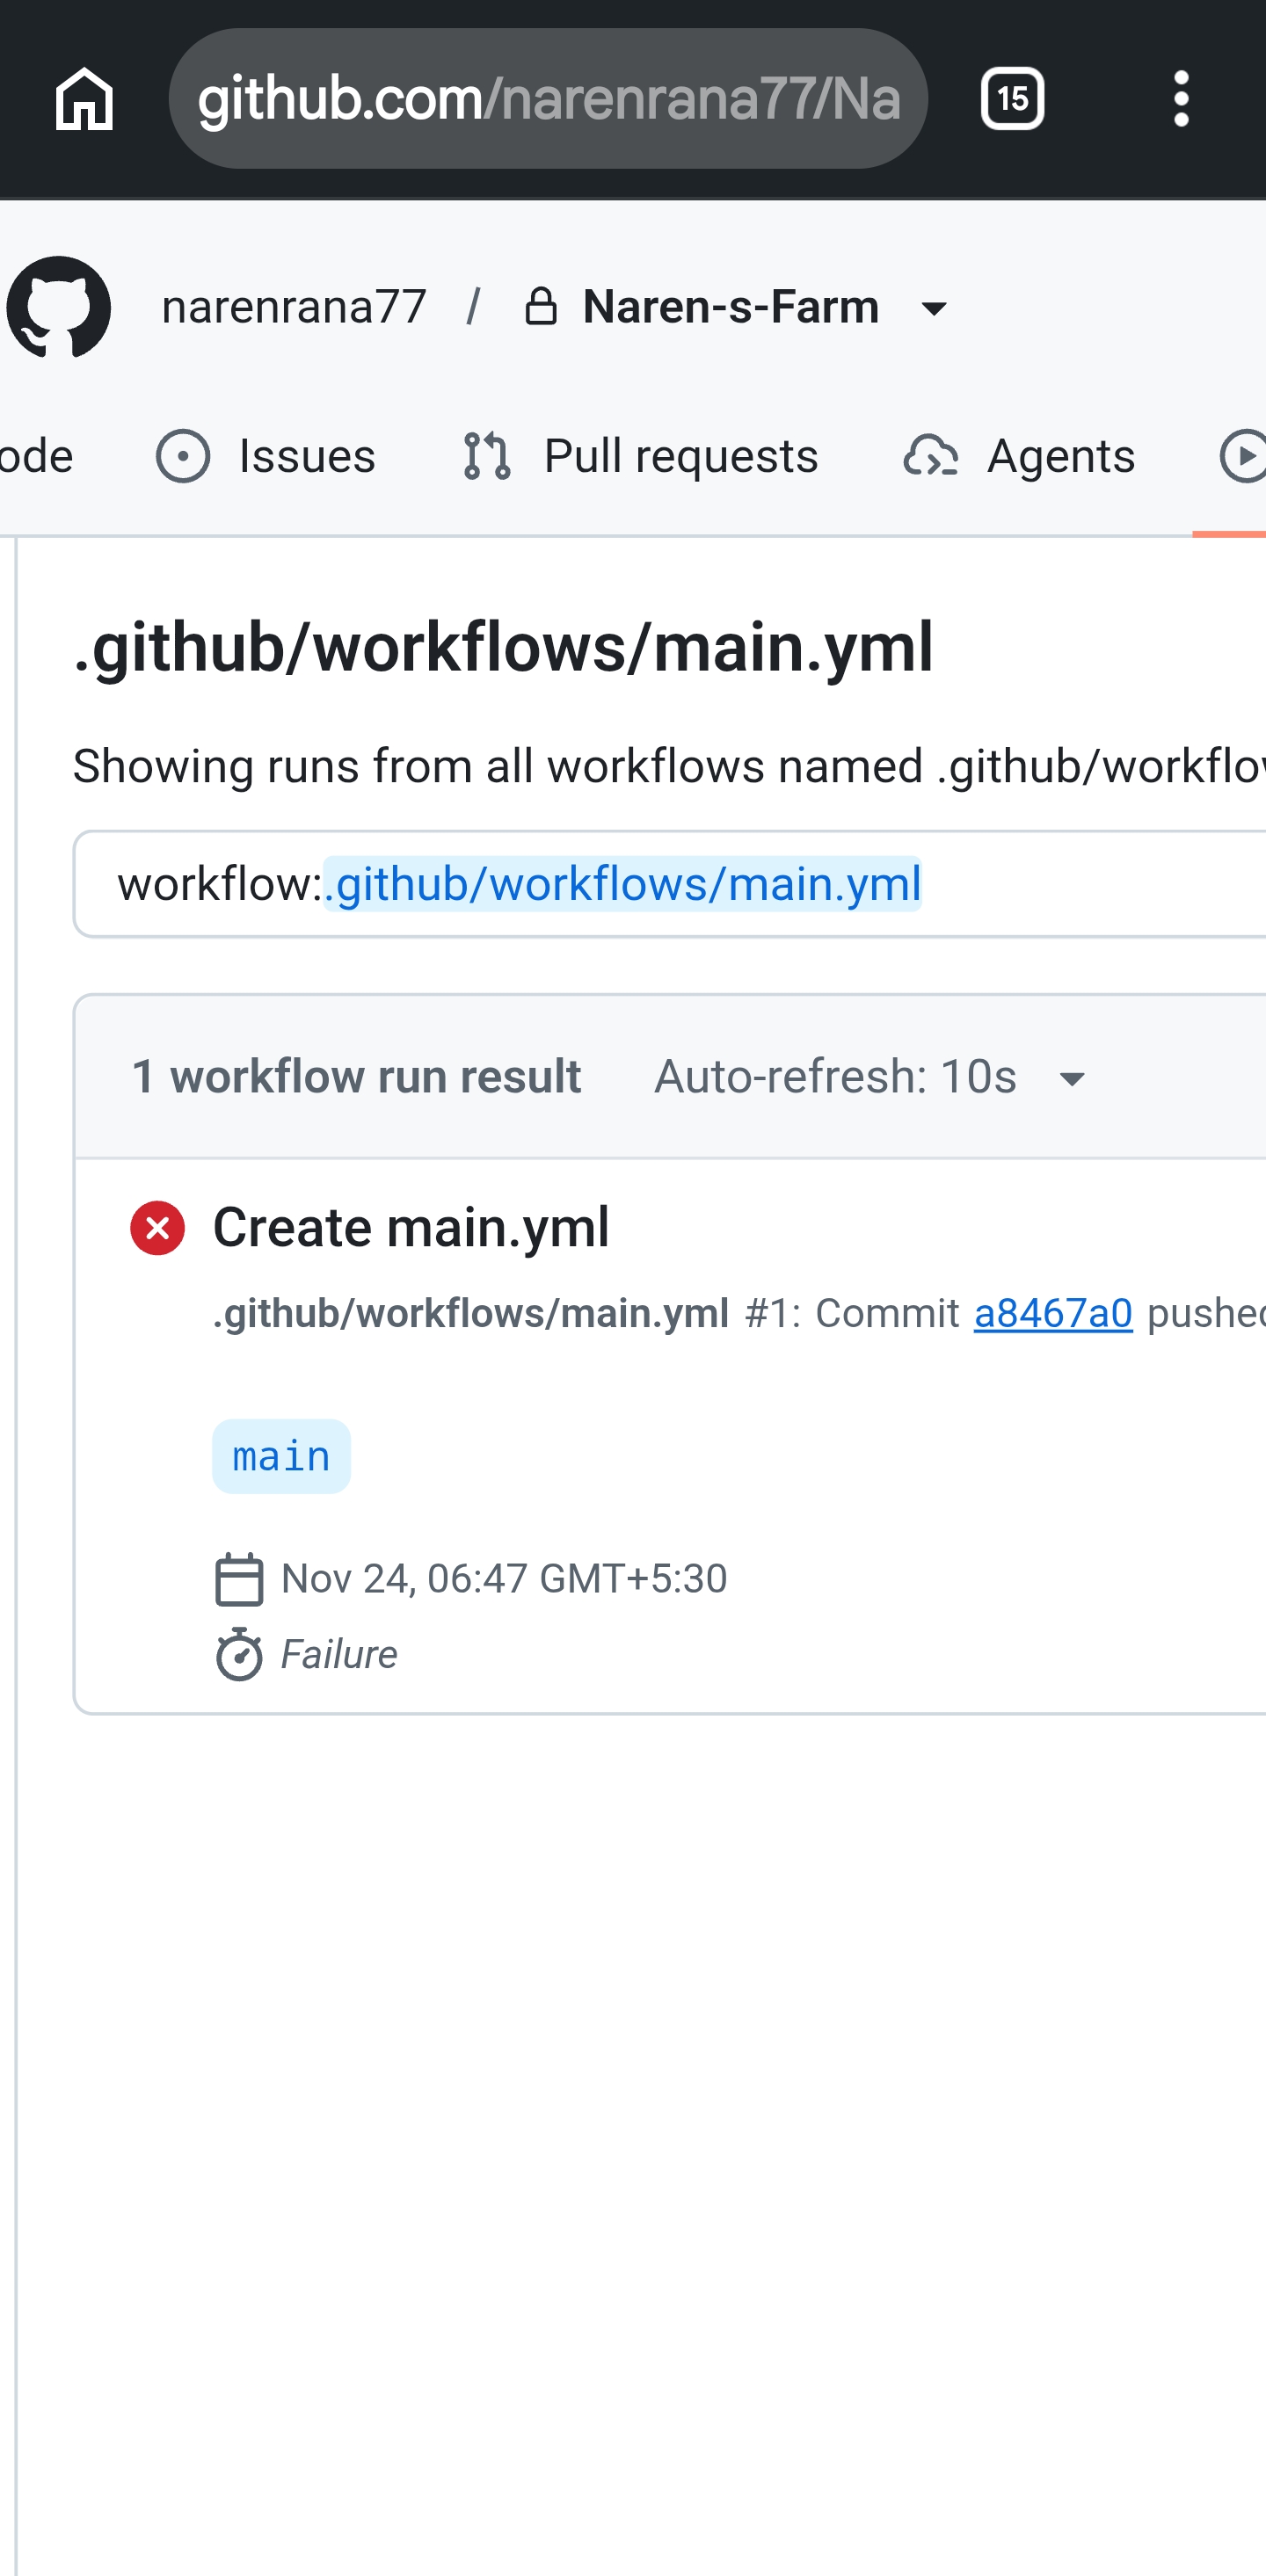 github.com/narenrana77/Na
15
narenrana77 / Naren-s-Farm
ode Issues Pull requests Agents
.github/workflows/main.yml
Showing runs from all workflows named .github/workflow
workflow:.github/workflows/main.yml
1 workflow run result Auto-refresh: 10s
Create main.yml
.github/workflows/main.yml #1: Commit a8467a0 pushed
main
Nov 24, 06:47 GMT+5:30
Failure